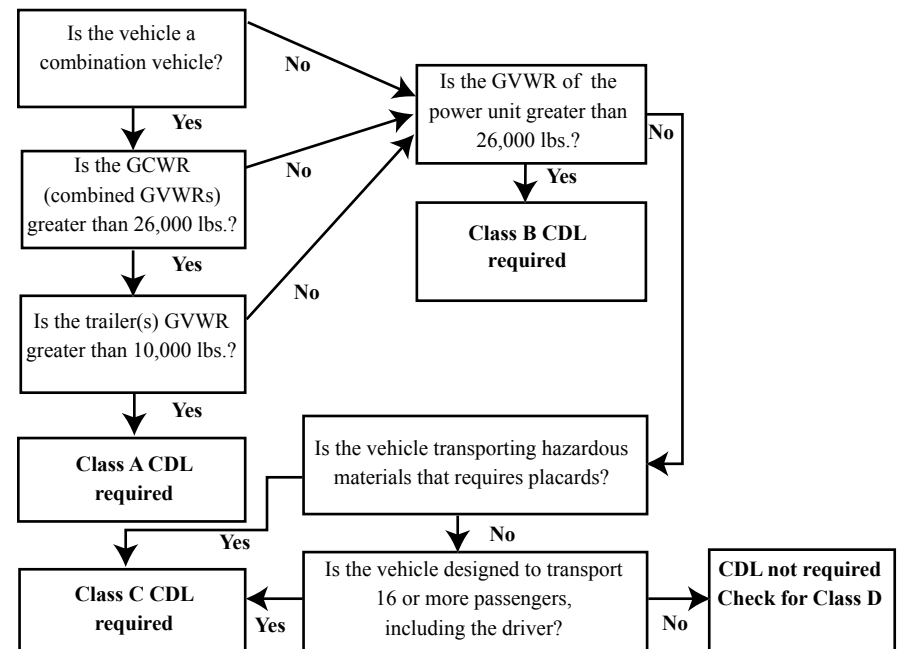 Is the vehicle a
combination vehicle?
No
Yes
Is the GVWR of the
power unit greater than
26,000 lbs.?
No
Yes
Class B CDL
required
Is the GCWR
(combined GVWRs)
greater than 26,000 lbs.?
No
Yes
Is the trailer(s) GVWR
greater than 10,000 lbs.?
No
Yes
Class A CDL
required
Is the vehicle transporting hazardous
materials that requires placards?
Yes
No
Class C CDL
required
Is the vehicle designed to transport
16 or more passengers,
including the driver?
Yes
No
CDL not required
Check for Class D